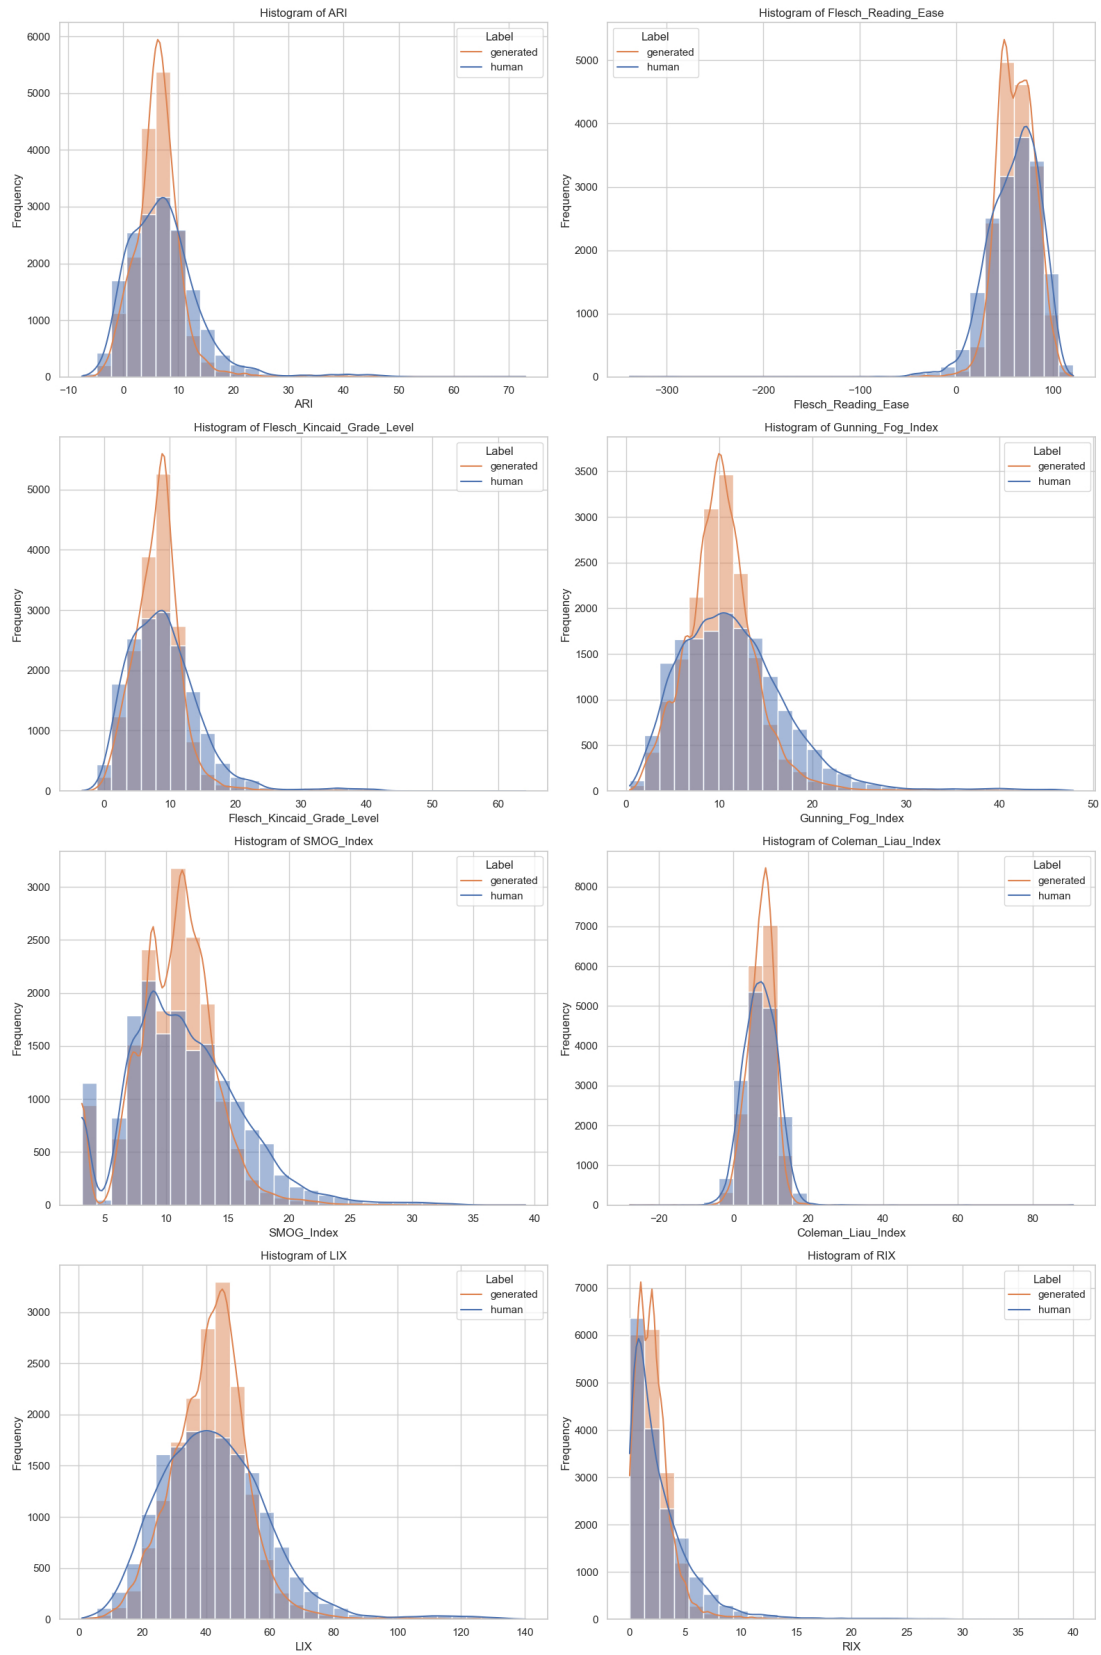 Histogram of ARI
Label
generated
human
Frequency
6000
5000
4000
3000
2000
1000
0
−10 0 10 20 30 40 50 60 70
ARI
Histogram of Flesch_Reading_Ease
Label
generated
human
Frequency
5000
4000
3000
2000
1000
0
−300 −200 −100 0 100
Flesch_Reading_Ease
Histogram of Flesch_Kincaid_Grade_Level
Label
generated
human
Frequency
5000
4000
3000
2000
1000
0
0 10 20 30 40 50 60
Flesch_Kincaid_Grade_Level
Histogram of Gunning_Fog_Index
Label
generated
human
Frequency
3500
3000
2500
2000
1500
1000
500
0
0 10 20 30 40 50
Gunning_Fog_Index
Histogram of SMOG_Index
Label
generated
human
Frequency
3000
2500
2000
1500
1000
500
0
5 10 15 20 25 30 35 40
SMOG_Index
Histogram of Coleman_Liau_Index
Label
generated
human
Frequency
8000
7000
6000
5000
4000
3000
2000
1000
0
−20 0 20 40 60 80
Coleman_Liau_Index
Histogram of LIX
Label
generated
human
Frequency
3000
2500
2000
1500
1000
500
0
0 20 40 60 80 100 120 140
LIX
Histogram of RIX
Label
generated
human
Frequency
7000
6000
5000
4000
3000
2000
1000
0
0 5 10 15 20 25 30 35 40
RIX